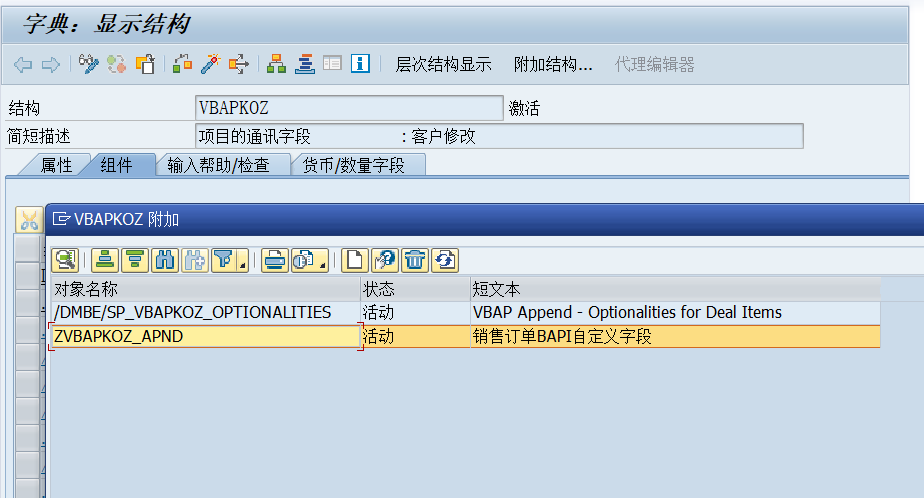 字典：显示结构
层次结构显示 附加结构... 代理编辑器
结构 VBAPKOZ 激活
简短描述 项目的通讯字段 : 客户修改
属性 组件 输入帮助/检查 货币/数量字段
VBAPKOZ 附加
对象名称 状态 短文本
/DMBE/SP_VBAPKOZ_OPTIONALITIES 活动 VBAP Append - Optionalities for Deal Items
ZVBAPKOZ_APND 活动 销售订单BAPI自定义字段